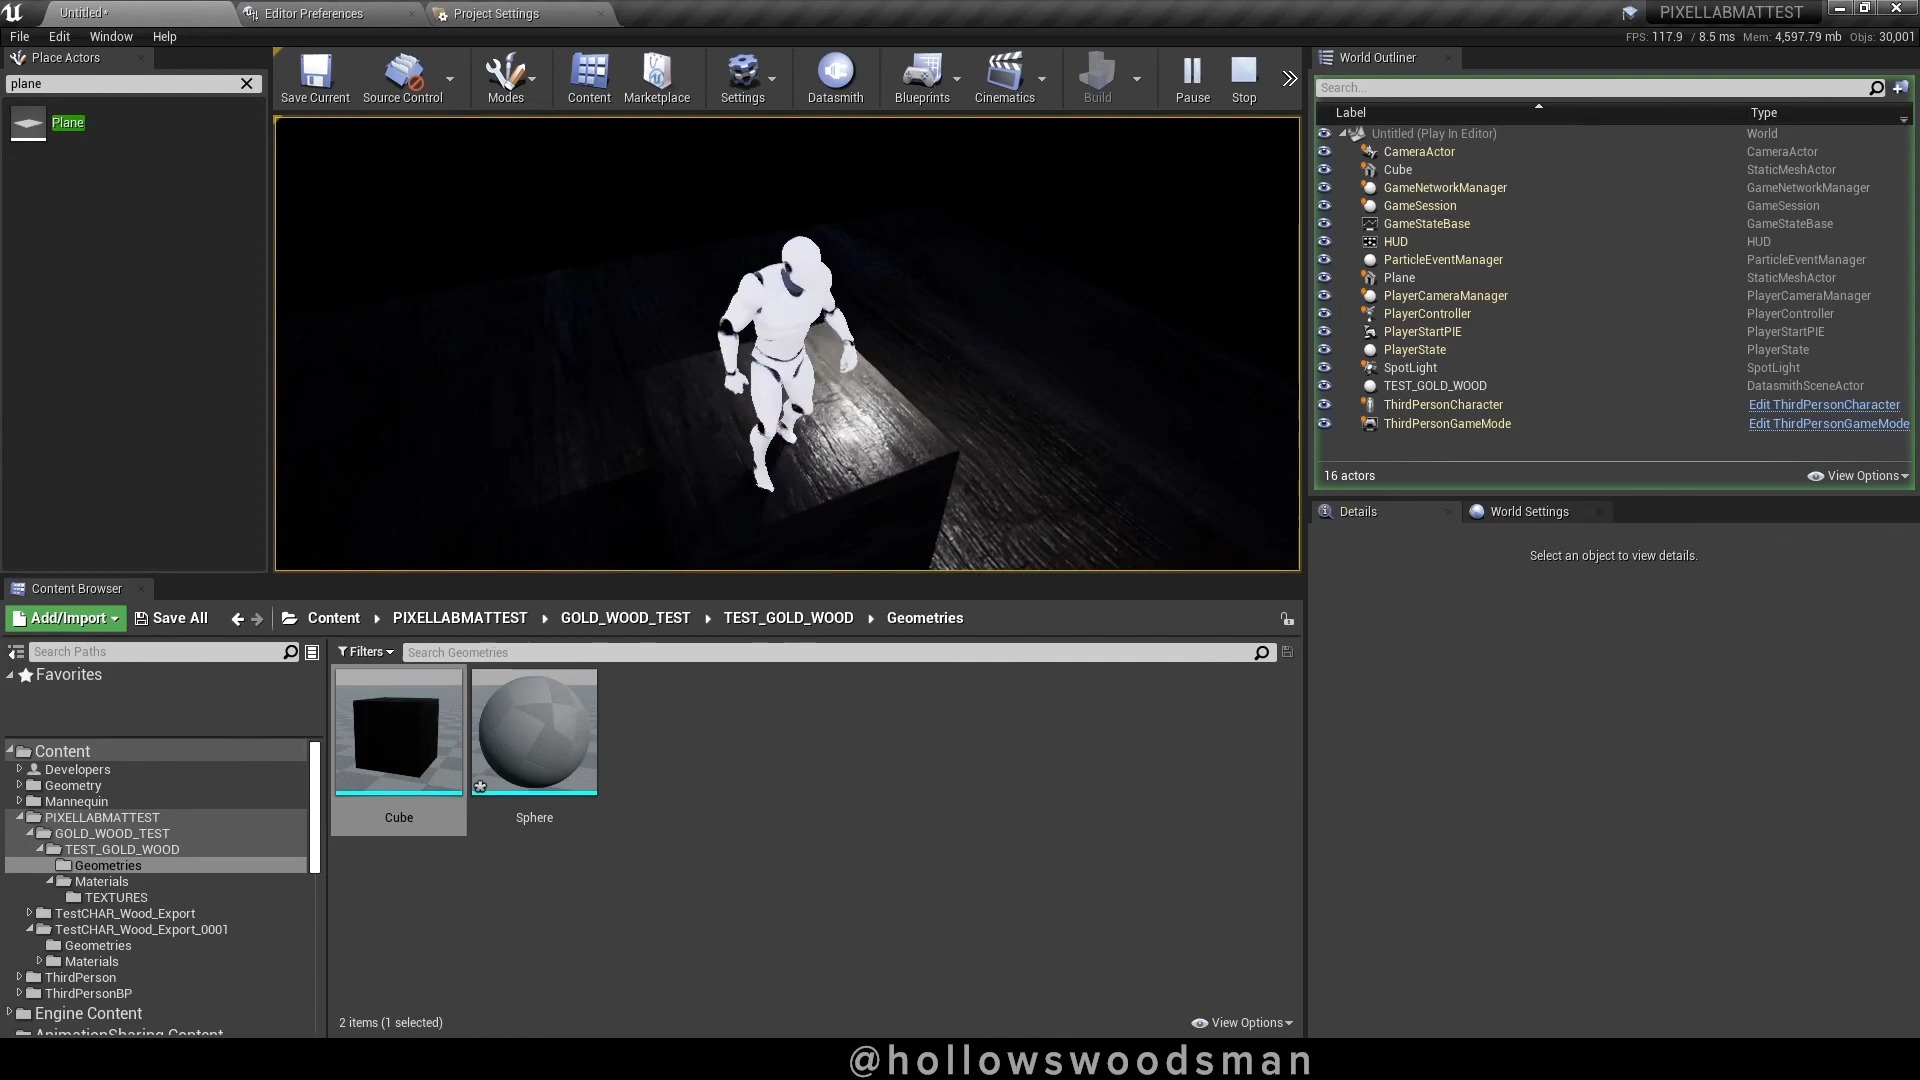 Untitled*
Editor Preferences
Project Settings
PIXELLABMATTEST
File Edit Window Help
FPS: 117.9 / 8.5 ms Mem: 4,597.79 mb Objs: 30,001
Place Actors
plane
Plane
Save Current
Source Control
Modes
Content
Marketplace
Settings
Datasmith
Blueprints
Cinematics
Build
Pause
Stop
World Outliner
Search...
Label Type
Untitled (Play In Editor) World
CameraActor CameraActor
Cube StaticMeshActor
GameNetworkManager GameNetworkManager
GameSession GameSession
GameStateBase GameStateBase
HUD HUD
ParticleEventManager ParticleEventManager
Plane StaticMeshActor
PlayerCameraManager PlayerCameraManager
PlayerController PlayerController
PlayerStartPIE PlayerStartPIE
PlayerState PlayerState
SpotLight SpotLight
TEST_GOLD_WOOD DatasmithSceneActor
ThirdPersonCharacter Edit ThirdPersonCharacter
ThirdPersonGameMode Edit ThirdPersonGameMode
16 actors View Options
Details
World Settings
Select an object to view details.
Content Browser
Add/Import Save All Content PIXELLABMATTEST GOLD_WOOD_TEST TEST_GOLD_WOOD Geometries
Search Paths
Filters Search Geometries
Favorites
Content
Developers
Geometry
Mannequin
PIXELLABMATTEST
GOLD_WOOD_TEST
TEST_GOLD_WOOD
Geometries
Materials
TEXTURES
TestCHAR_Wood_Export
TestCHAR_Wood_Export_0001
Geometries
Materials
ThirdPerson
ThirdPersonBP
Engine Content
AnimationSharing Content
Cube
Sphere
2 items (1 selected)
View Options
@hollowswoodsman